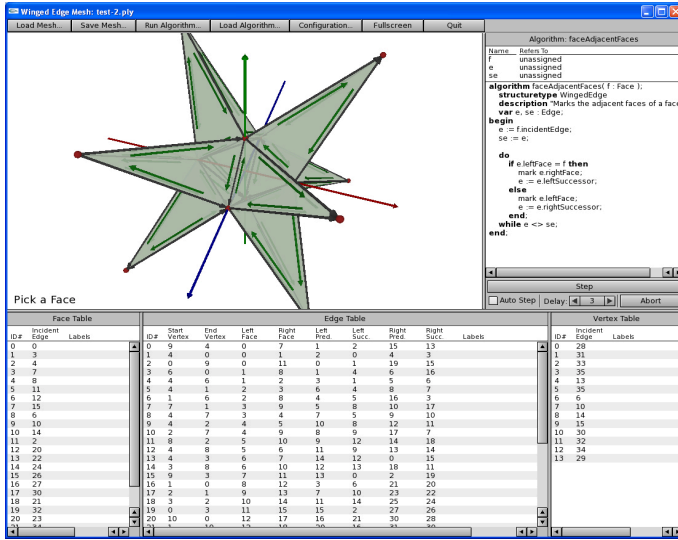 Winged Edge Mesh: test-2.ply
Load Mesh... Save Mesh... Run Algorithm... Load Algorithm... Configuration... Fullscreen Quit
Algorithm: faceAdjacentFaces
Name Refers To
f unassigned
e unassigned
se unassigned
algorithm faceAdjacentFaces( f : Face );
structuretype WingedEdge
description "Marks the adjacent faces of a face
var e, se : Edge;
begin
e := f.incidentEdge;
se := e;
do
if e.leftFace = f then
mark e.rightFace;
e := e.leftSuccessor;
else
mark e.leftFace;
e := e.rightSuccessor;
end;
while e <> se;
end;
Step
Auto Step Delay: 3 Abort
Pick a Face
Face Table
ID# Incident Edge Labels
0 0
1 3
2 4
3 7
4 8
5 11
6 12
7 15
8 6
9 10
10 14
11 2
12 20
13 22
14 24
15 26
16 27
17 30
18 21
19 32
20 23
Edge Table
ID# Start Vertex End Vertex Left Face Right Face Left Pred. Left Succ. Right Pred. Right Succ. Labels
0 9 4 0 7 1 2 15 13
1 4 0 0 1 2 0 4 3
2 0 9 0 11 0 1 19 15
3 6 0 1 8 1 4 6 16
4 4 6 1 2 3 1 5 6
5 4 1 2 3 6 4 8 7
6 1 6 2 8 4 5 16 3
7 7 1 3 9 5 8 10 17
8 4 7 3 4 7 5 9 10
9 4 2 4 5 10 8 12 11
10 2 7 4 9 8 9 17 7
11 8 2 5 10 9 12 14 18
12 4 8 5 6 11 9 13 14
13 4 3 6 7 14 12 0 15
14 3 8 6 10 12 13 18 11
15 9 3 7 11 13 0 2 19
16 1 0 8 12 3 6 21 20
17 2 1 9 13 7 10 23 22
18 3 2 10 14 11 14 25 24
19 0 3 11 15 15 2 27 26
20 10 0 12 17 16 21 30 28
Vertex Table
ID# Incident Edge Labels
0 28
1 31
2 33
3 35
4 13
5 35
6 6
7 10
8 14
9 15
10 30
11 32
12 34
13 29